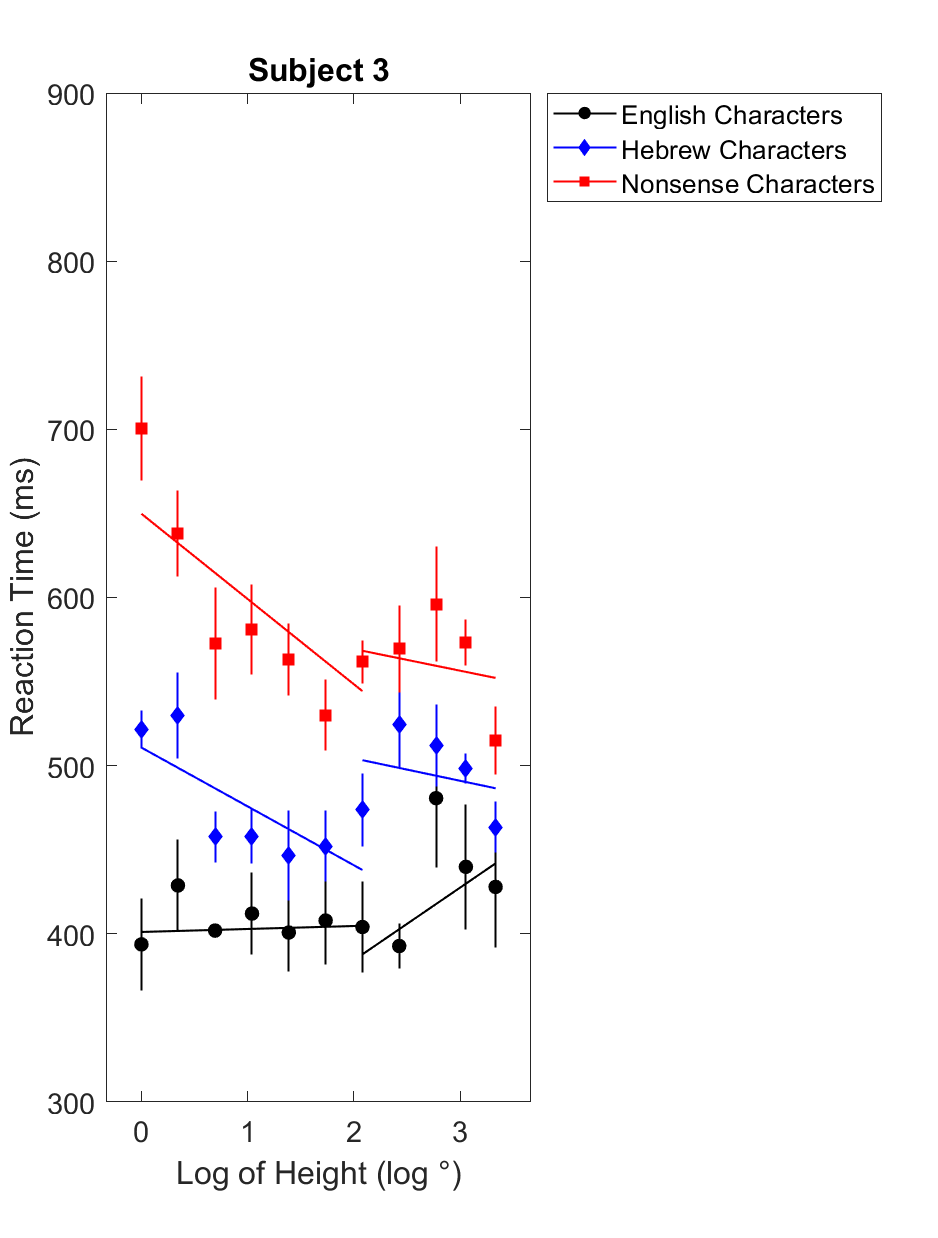 Subject 3
English Characters
Hebrew Characters
Nonsense Characters
900
800
700
600
500
400
300
Reaction Time (ms)
0 1 2 3
Log of Height (log °)